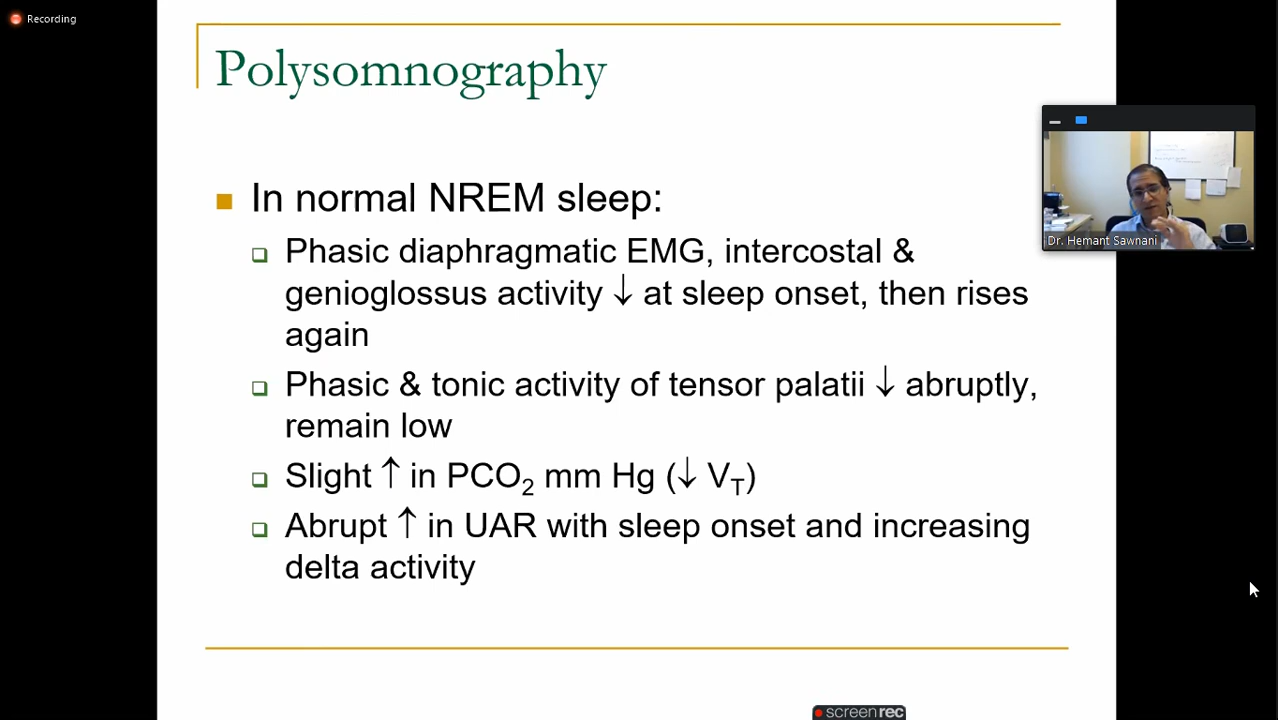 Recording
Polysomnography
In normal NREM sleep:
Phasic diaphragmatic EMG, intercostal &
genioglossus activity ↓ at sleep onset, then rises
again
Phasic & tonic activity of tensor palatii ↓ abruptly,
remain low
Slight ↑ in PCO₂ mm Hg (↓ V_T)
Abrupt ↑ in UAR with sleep onset and increasing
delta activity
Dr. Hemant Sawnani
screenrec